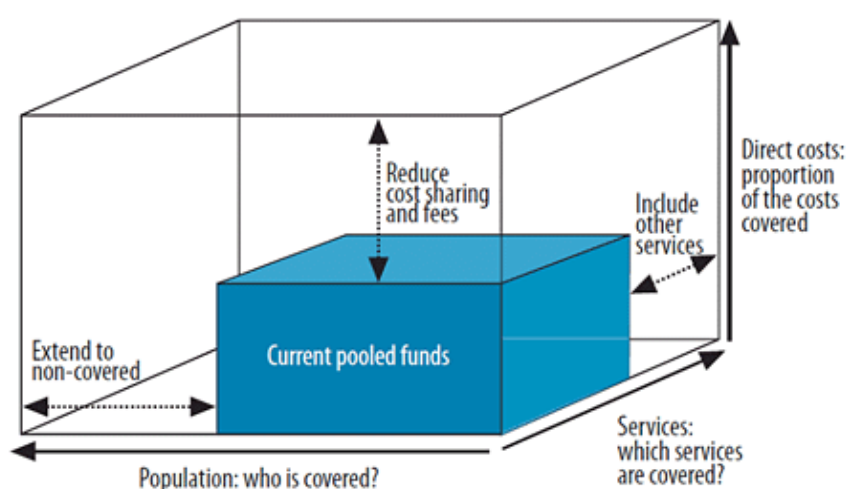 Direct costs:
proportion
of the costs
covered
Reduce
cost sharing
and fees
Include
other
services
Extend to
non-covered
Current pooled funds
Services:
which services
are covered?
Population: who is covered?